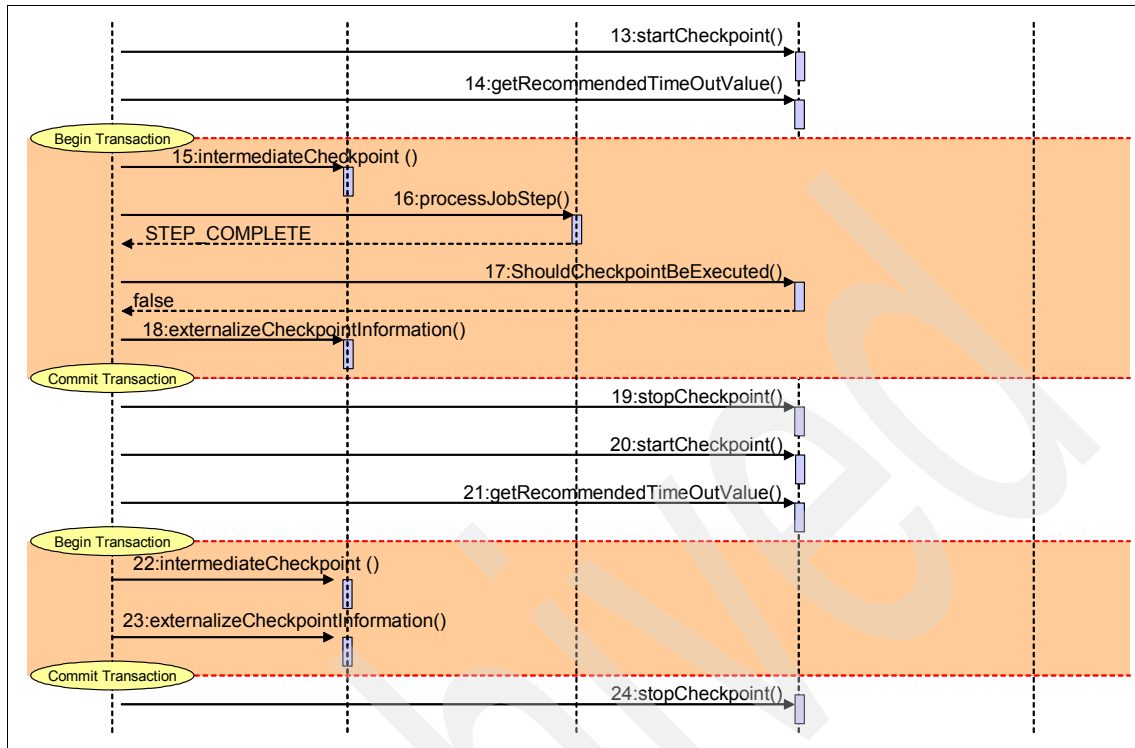 13:startCheckpoint()
14:getRecommendedTimeOutValue()
Begin Transaction
15:intermediateCheckpoint ()
16:processJobStep()
STEP_COMPLETE
17:ShouldCheckpointBeExecuted()
false
18:externalizeCheckpointInformation()
Commit Transaction
19:stopCheckpoint()
20:startCheckpoint()
21:getRecommendedTimeOutValue()
Begin Transaction
22:intermediateCheckpoint ()
23:externalizeCheckpointInformation()
Commit Transaction
24:stopCheckpoint()